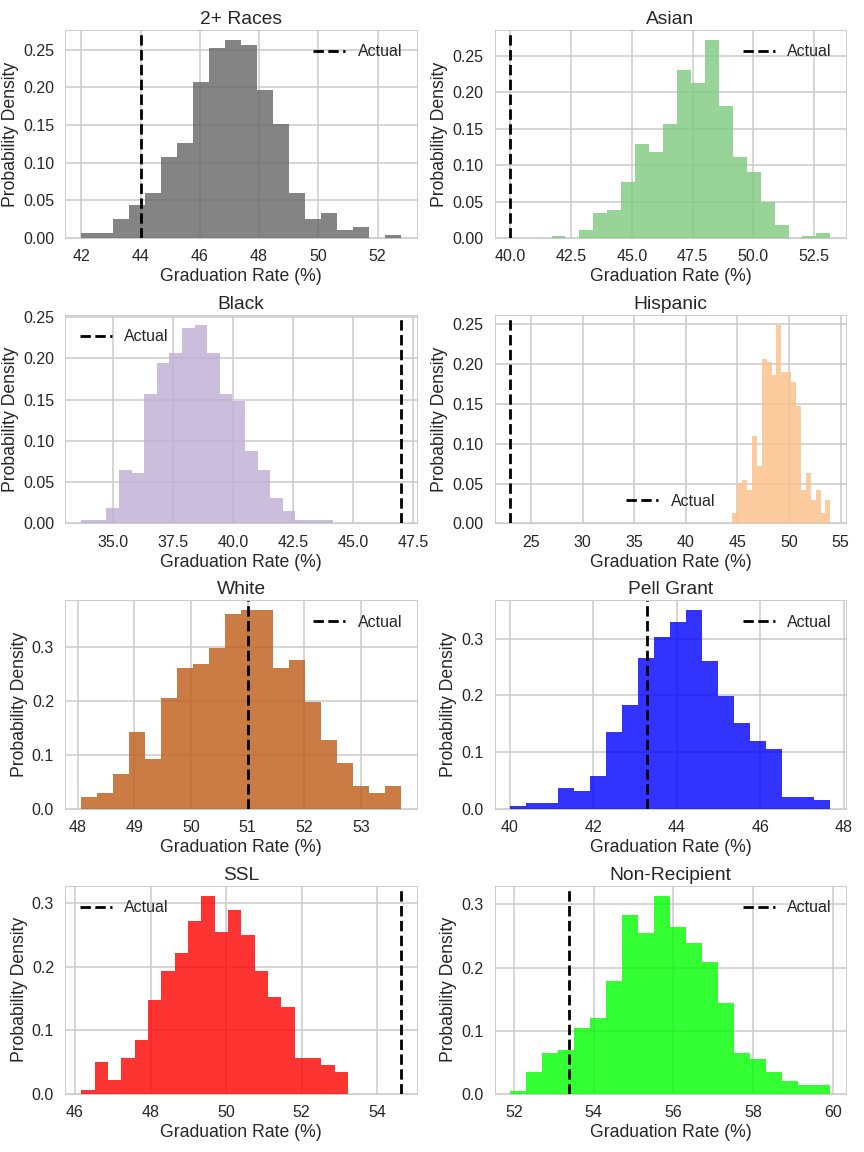 2+ Races
Probability Density
0.25
0.20
0.15
0.10
0.05
0.00
Actual
42 44 46 48 50 52
Graduation Rate (%)
Asian
Probability Density
0.25
0.20
0.15
0.10
0.05
0.00
Actual
40.0 42.5 45.0 47.5 50.0 52.5
Graduation Rate (%)
Black
Probability Density
0.25
0.20
0.15
0.10
0.05
0.00
Actual
35.0 37.5 40.0 42.5 45.0 47.5
Graduation Rate (%)
Hispanic
Probability Density
0.25
0.20
0.15
0.10
0.05
0.00
Actual
25 30 35 40 45 50 55
Graduation Rate (%)
White
Probability Density
0.3
0.2
0.1
0.0
Actual
48 49 50 51 52 53
Graduation Rate (%)
Pell Grant
Probability Density
0.3
0.2
0.1
0.0
Actual
40 42 44 46 48
Graduation Rate (%)
SSL
Probability Density
0.3
0.2
0.1
0.0
Actual
46 48 50 52 54
Graduation Rate (%)
Non-Recipient
Probability Density
0.3
0.2
0.1
0.0
Actual
52 54 56 58 60
Graduation Rate (%)